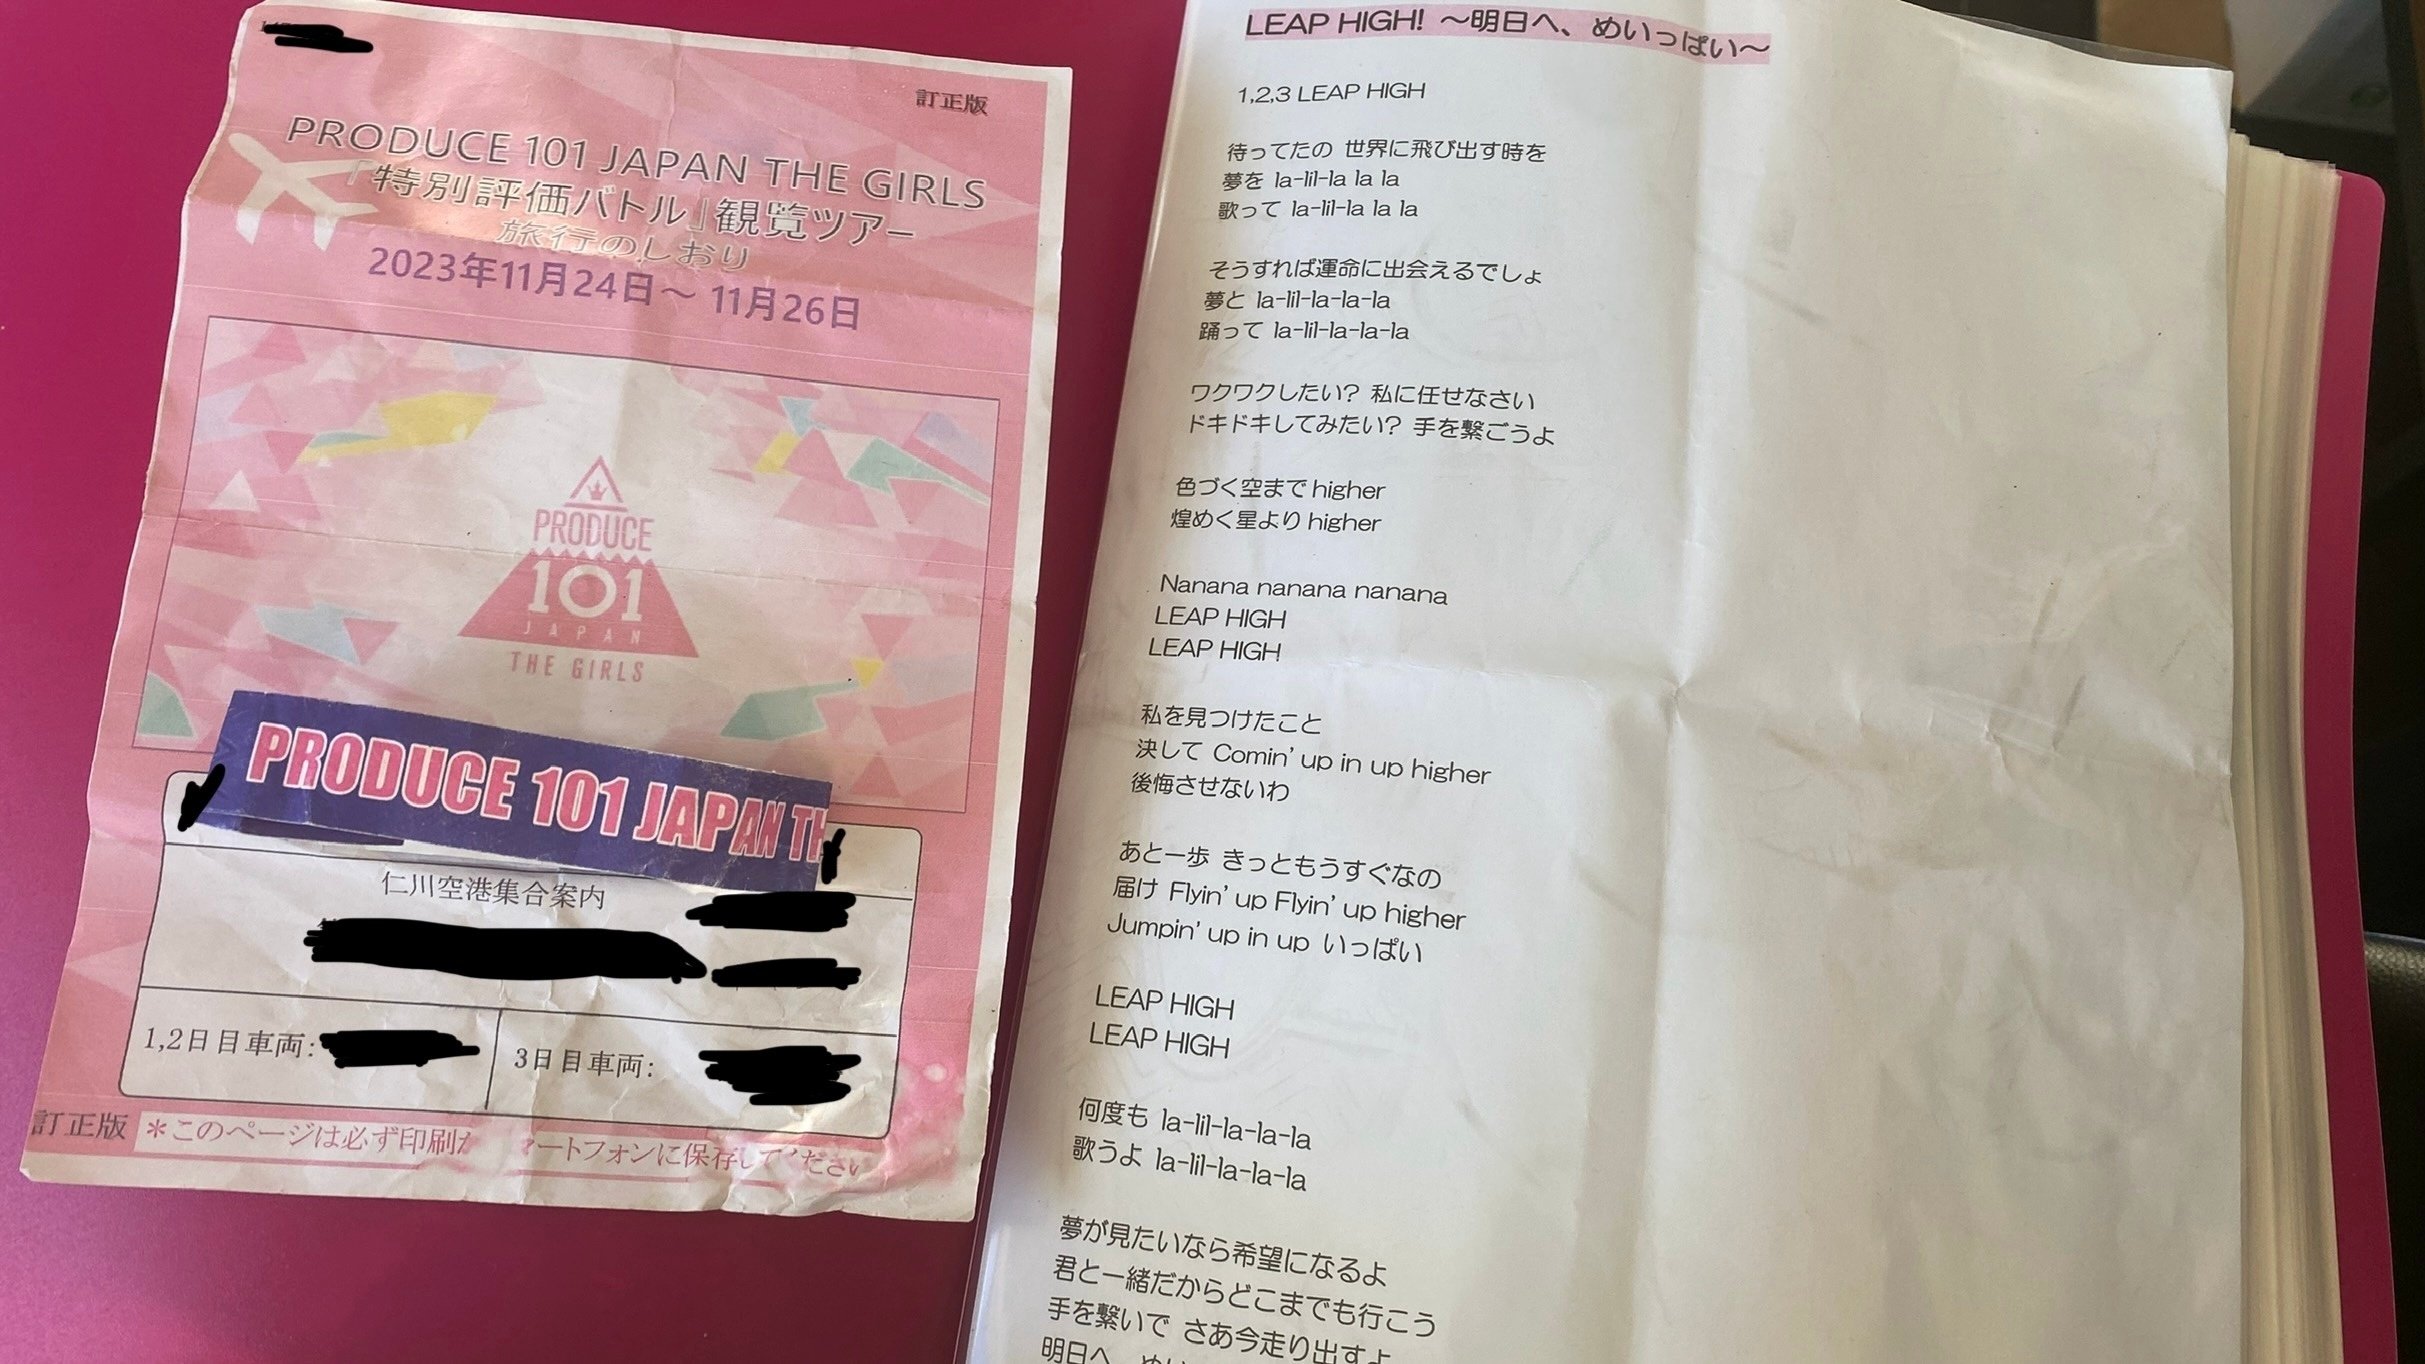 訂正版
PRODUCE 101 JAPAN THE GIRLS
「特別評価バトル」観覧ツアー
旅行のしおり
2023年11月24日～ 11月26日
PRODUCE
101
JAPAN
THE GIRLS
PRODUCE 101 JAPAN TH
仁川空港集合案内
1,2日目車両:
3日目車両:
訂正版 *このページは必ず印刷 ートフォンに保存してください
LEAP HIGH! ～明日へ、めいっぱい～
1,2,3 LEAP HIGH
待ってたの 世界に飛び出す時を
夢を la-lil-la la la
歌って la-lil-la la la
そうすれば運命に出会えるでしょ
夢と la-lil-la-la-la
踊って la-lil-la-la-la
ワクワクしたい? 私に任せなさい
ドキドキしてみたい? 手を繋ごうよ
色づく空まで higher
煌めく星より higher
Nanana nanana nanana
LEAP HIGH
LEAP HIGH
私を見つけたこと
決して Comin' up in up higher
後悔させないわ
あと一歩 きっともうすぐなの
届け Flyin' up Flyin' up higher
Jumpin' up in up いっぱい
LEAP HIGH
LEAP HIGH
何度も la-lil-la-la-la
歌うよ la-lil-la-la-la
夢が見たいなら希望になるよ
君と一緒だからどこまでも行こう
手を繋いで さあ今走り出すよ
明日へ、めい